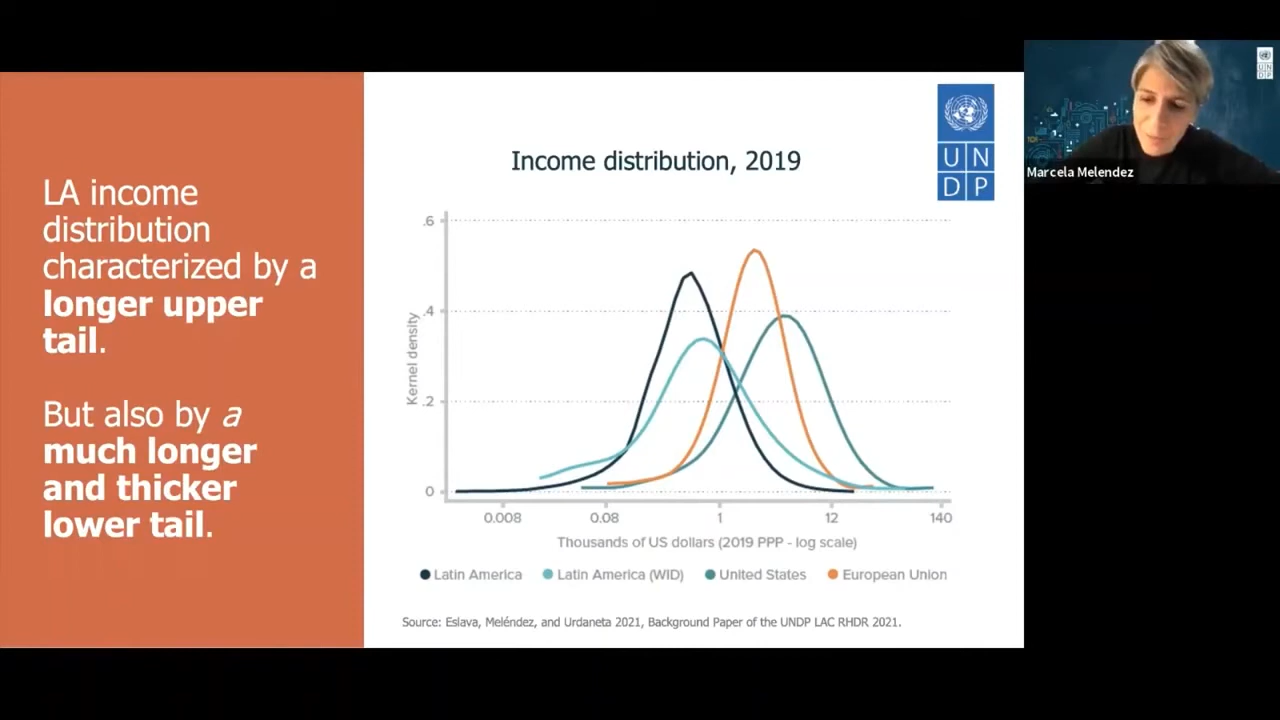 LA income
distribution
characterized by a
longer upper
tail.
But also by a
much longer
and thicker
lower tail.
Income distribution, 2019
U N
D P
Kernel density
.6
.4
.2
0
0.008 0.08 1 12 140
Thousands of US dollars (2019 PPP - log scale)
Latin America Latin America (WID) United States European Union
Source: Eslava, Meléndez, and Urdaneta 2021, Background Paper of the UNDP LAC RHDR 2021.
U N
D P
Marcela Melendez